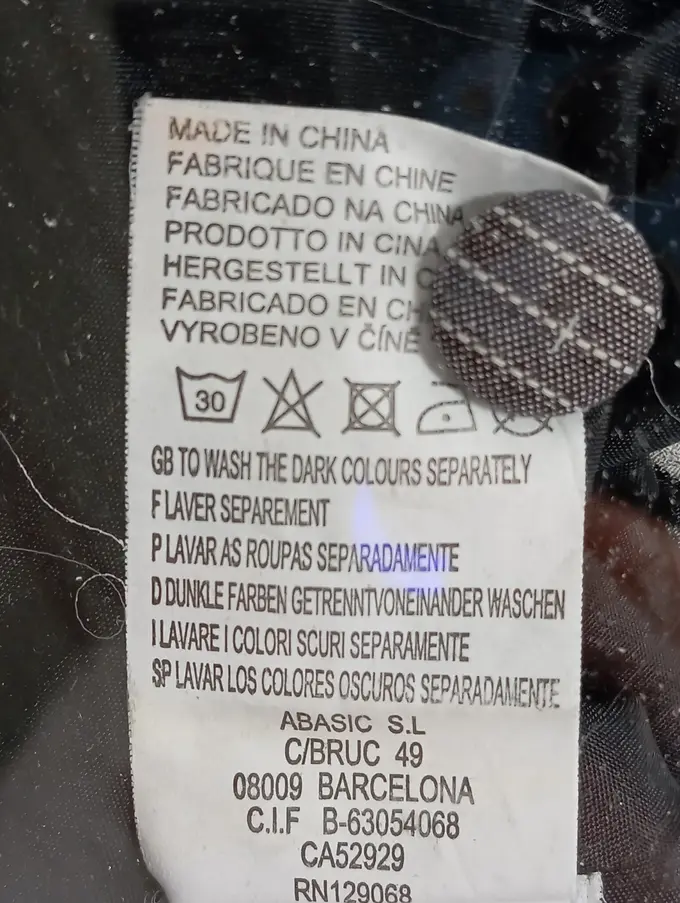 MADE IN CHINA
FABRIQUE EN CHINE
FABRICADO NA CHINA
PRODOTTO IN CINA
HERGESTELLT IN
FABRICADO EN
VYROBENO V ČÍNĚ
30
GB TO WASH THE DARK COLOURS SEPARATELY
F LAVER SEPAREMENT
P LAVAR AS ROUPAS SEPARADAMENTE
D DUNKLE FARBEN GETRENNTVONEINANDER WASCHEN
I LAVARE I COLORI SCURI SEPARAMENTE
SP LAVAR LOS COLORES OSCUROS SEPARADAMENTE
ABASIC S.L
C/BRUC 49
08009 BARCELONA
C.I.F B-63054068
CA52929
RN129068